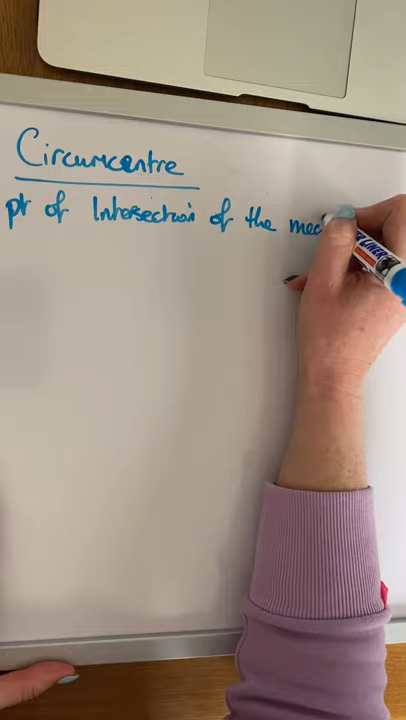 Circumcentre
pt of Intersection of the med